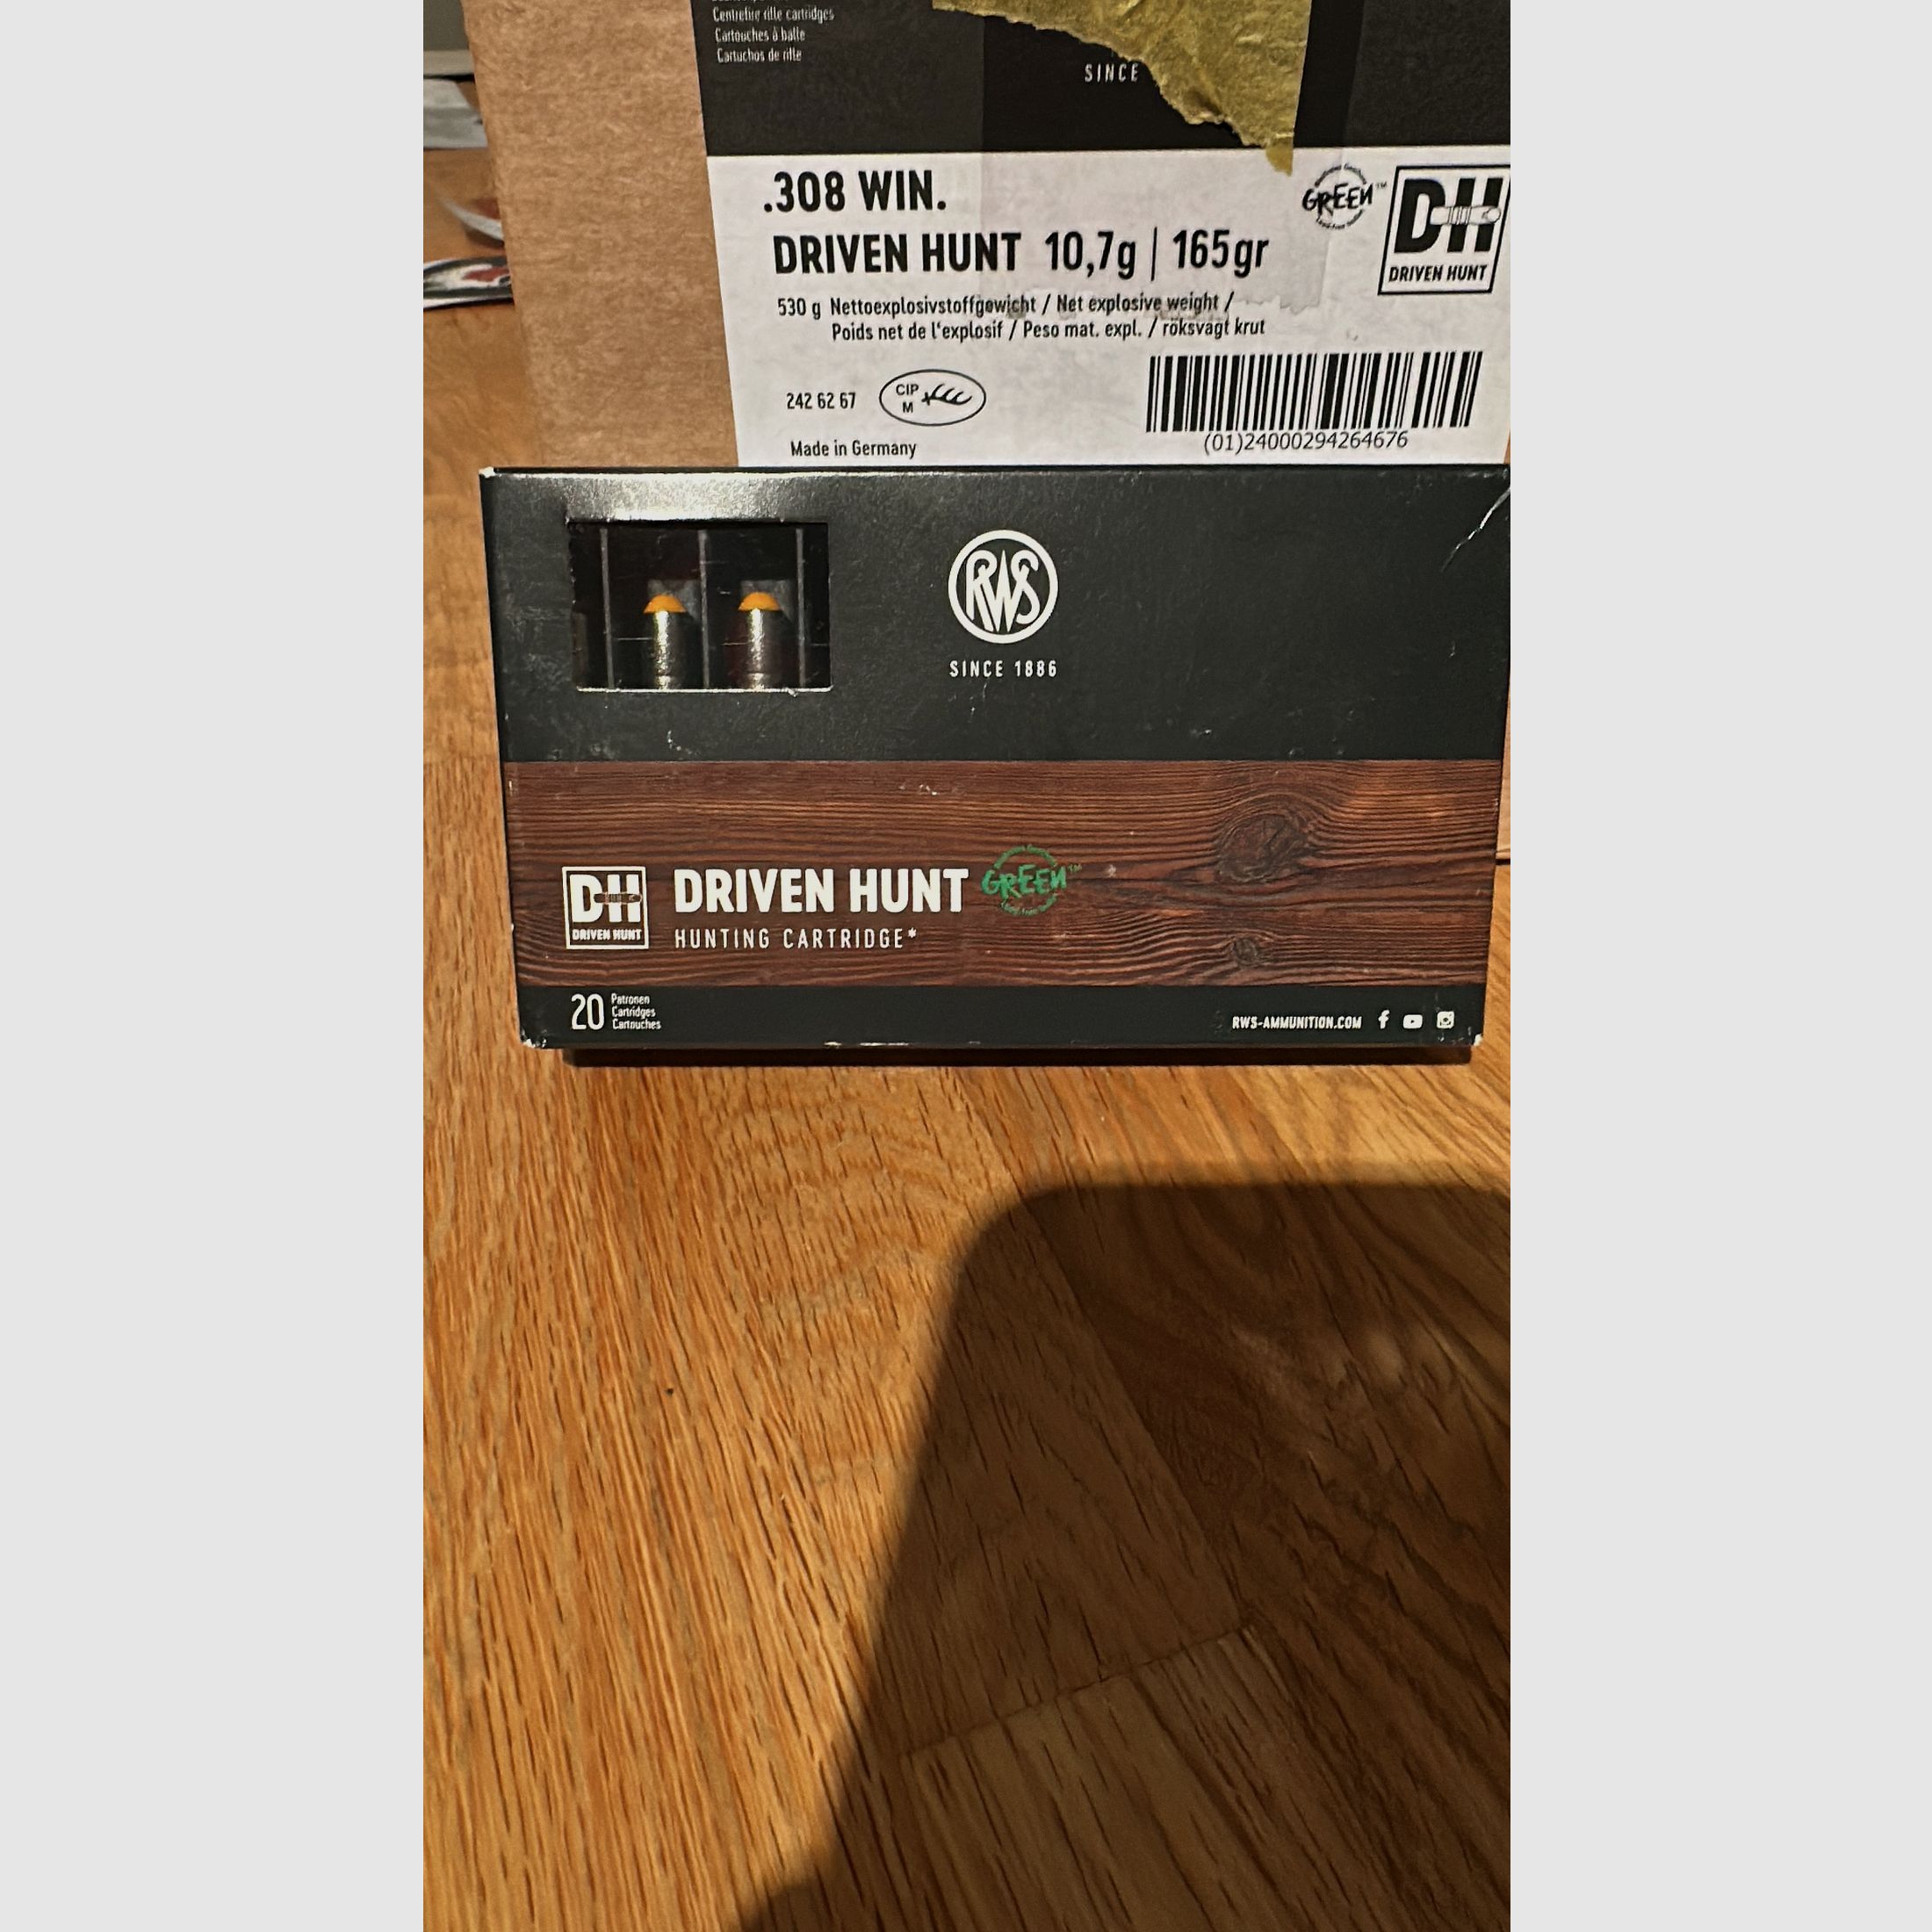 Centrefire rifle cartridges
Cartouches à balle
Cartuchos de rifle
SINCE
.308 WIN.
DRIVEN HUNT 10,7g | 165gr
GREEN™
DH
DRIVEN HUNT
530 g Nettoexplosivstoffgewicht / Net explosive weight /
Poids net de l'explosif / Peso mat. expl. / röksvagt krut
242 62 67
CIP
M
(01)24000294264676
Made in Germany
RWS
SINCE 1886
DH
DRIVEN HUNT
DRIVEN HUNT GREEN™
HUNTING CARTRIDGE*
20 Patronen
Cartridges
Cartouches
RWS-AMMUNITION.COM